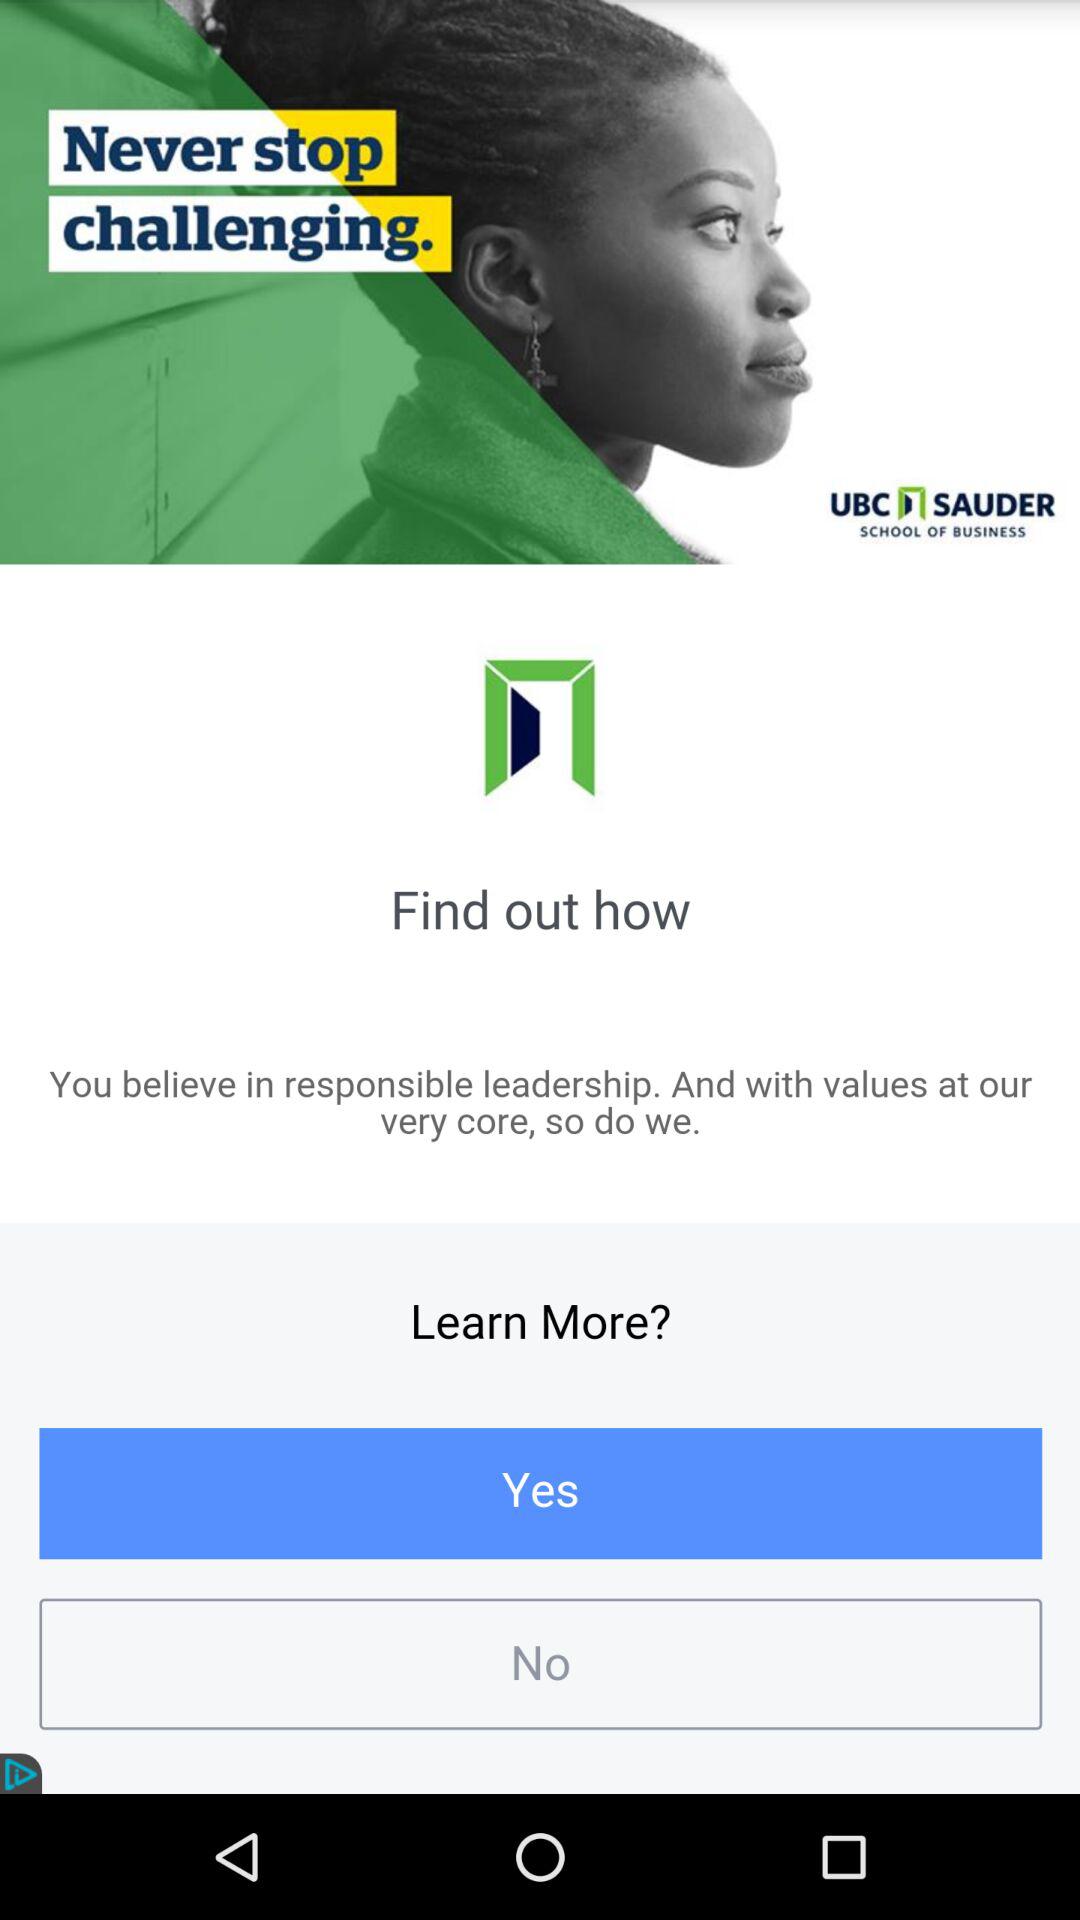 Never stop
challenging.
UBC SAUDER
SCHOOL OF BUSINESS
Find out how
You believe in responsible leadership. And with values at our
very core, so do we.
Learn More?
Yes
No